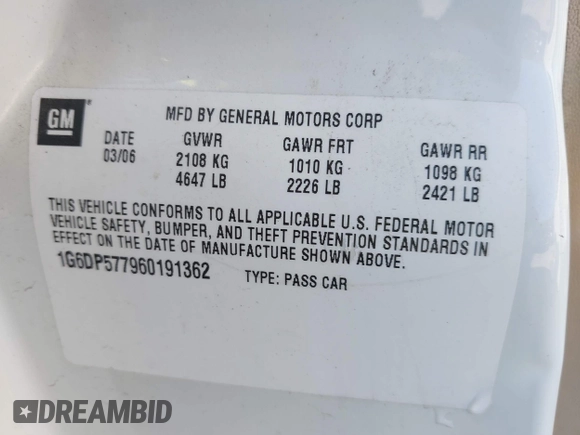 GM
MFD BY GENERAL MOTORS CORP
DATE GVWR GAWR FRT GAWR RR
03/06 2108 KG 1010 KG 1098 KG
4647 LB 2226 LB 2421 LB
THIS VEHICLE CONFORMS TO ALL APPLICABLE U.S. FEDERAL MOTOR
VEHICLE SAFETY, BUMPER, AND THEFT PREVENTION STANDARDS IN
EFFECT ON THE DATE OF MANUFACTURE SHOWN ABOVE.
1G6DP577960191362 TYPE: PASS CAR
DREAMBID